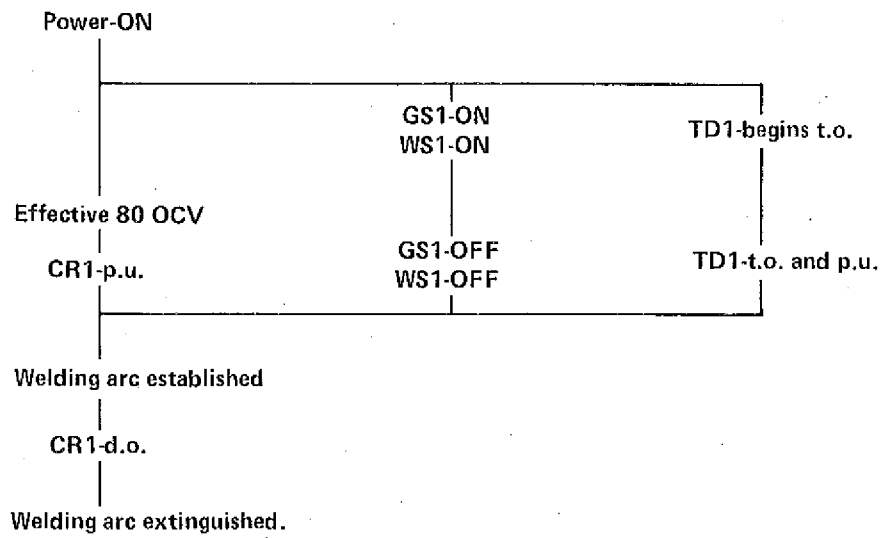 Power-ON
GS1-ON
WS1-ON
TD1-begins t.o.
Effective 80 OCV
CR1-p.u.
GS1-OFF
WS1-OFF
TD1-t.o. and p.u.
Welding arc established
CR1-d.o.
Welding arc extinguished.